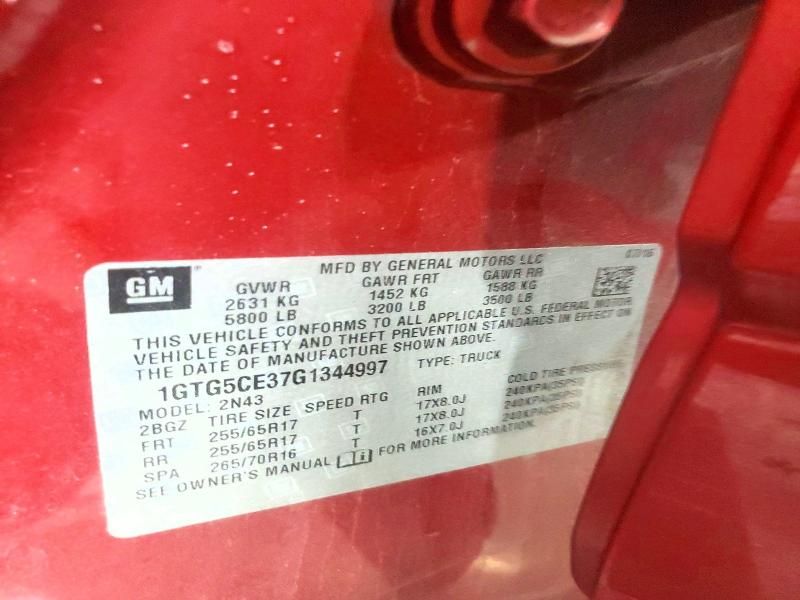 GM
MFD BY GENERAL MOTORS LLC 07/16
GVWR GAWR FRT GAWR RR
2631 KG 1452 KG 1588 KG
5800 LB 3200 LB 3500 LB
THIS VEHICLE CONFORMS TO ALL APPLICABLE U.S. FEDERAL MOTOR
VEHICLE SAFETY AND THEFT PREVENTION STANDARDS IN EFFECT ON
THE DATE OF MANUFACTURE SHOWN ABOVE.
1GTG5CE37G1344997 TYPE: TRUCK
MODEL: 2N43
2BGZ TIRE SIZE SPEED RTG RIM COLD TIRE PRESSURE
FRT 255/65R17 T 17X8.0J 240KPA(35PSI)
RR 255/65R17 T 17X8.0J 240KPA(35PSI)
SPA 265/70R16 T 16X7.0J 240KPA(35PSI)
SEE OWNER'S MANUAL FOR MORE INFORMATION.